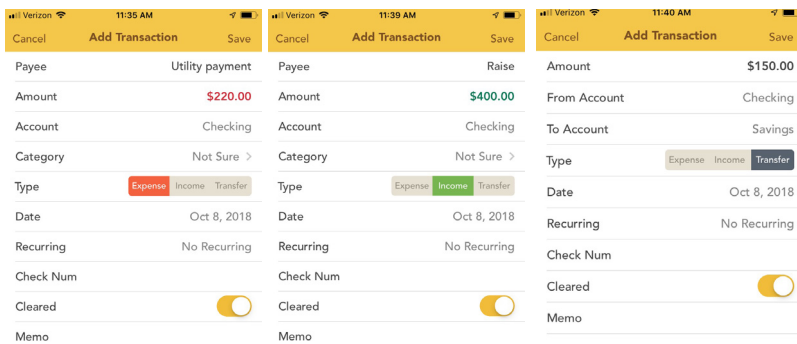 Verizon 11:35 AM
Cancel Add Transaction Save
Payee Utility payment
Amount $220.00
Account Checking
Category Not Sure >
Type Expense Income Transfer
Date Oct 8, 2018
Recurring No Recurring
Check Num
Cleared
Memo
Verizon 11:39 AM
Cancel Add Transaction Save
Payee Raise
Amount $400.00
Account Checking
Category Not Sure >
Type Expense Income Transfer
Date Oct 8, 2018
Recurring No Recurring
Check Num
Cleared
Memo
Verizon 11:40 AM
Cancel Add Transaction Save
Amount $150.00
From Account Checking
To Account Savings
Type Expense Income Transfer
Date Oct 8, 2018
Recurring No Recurring
Check Num
Cleared
Memo